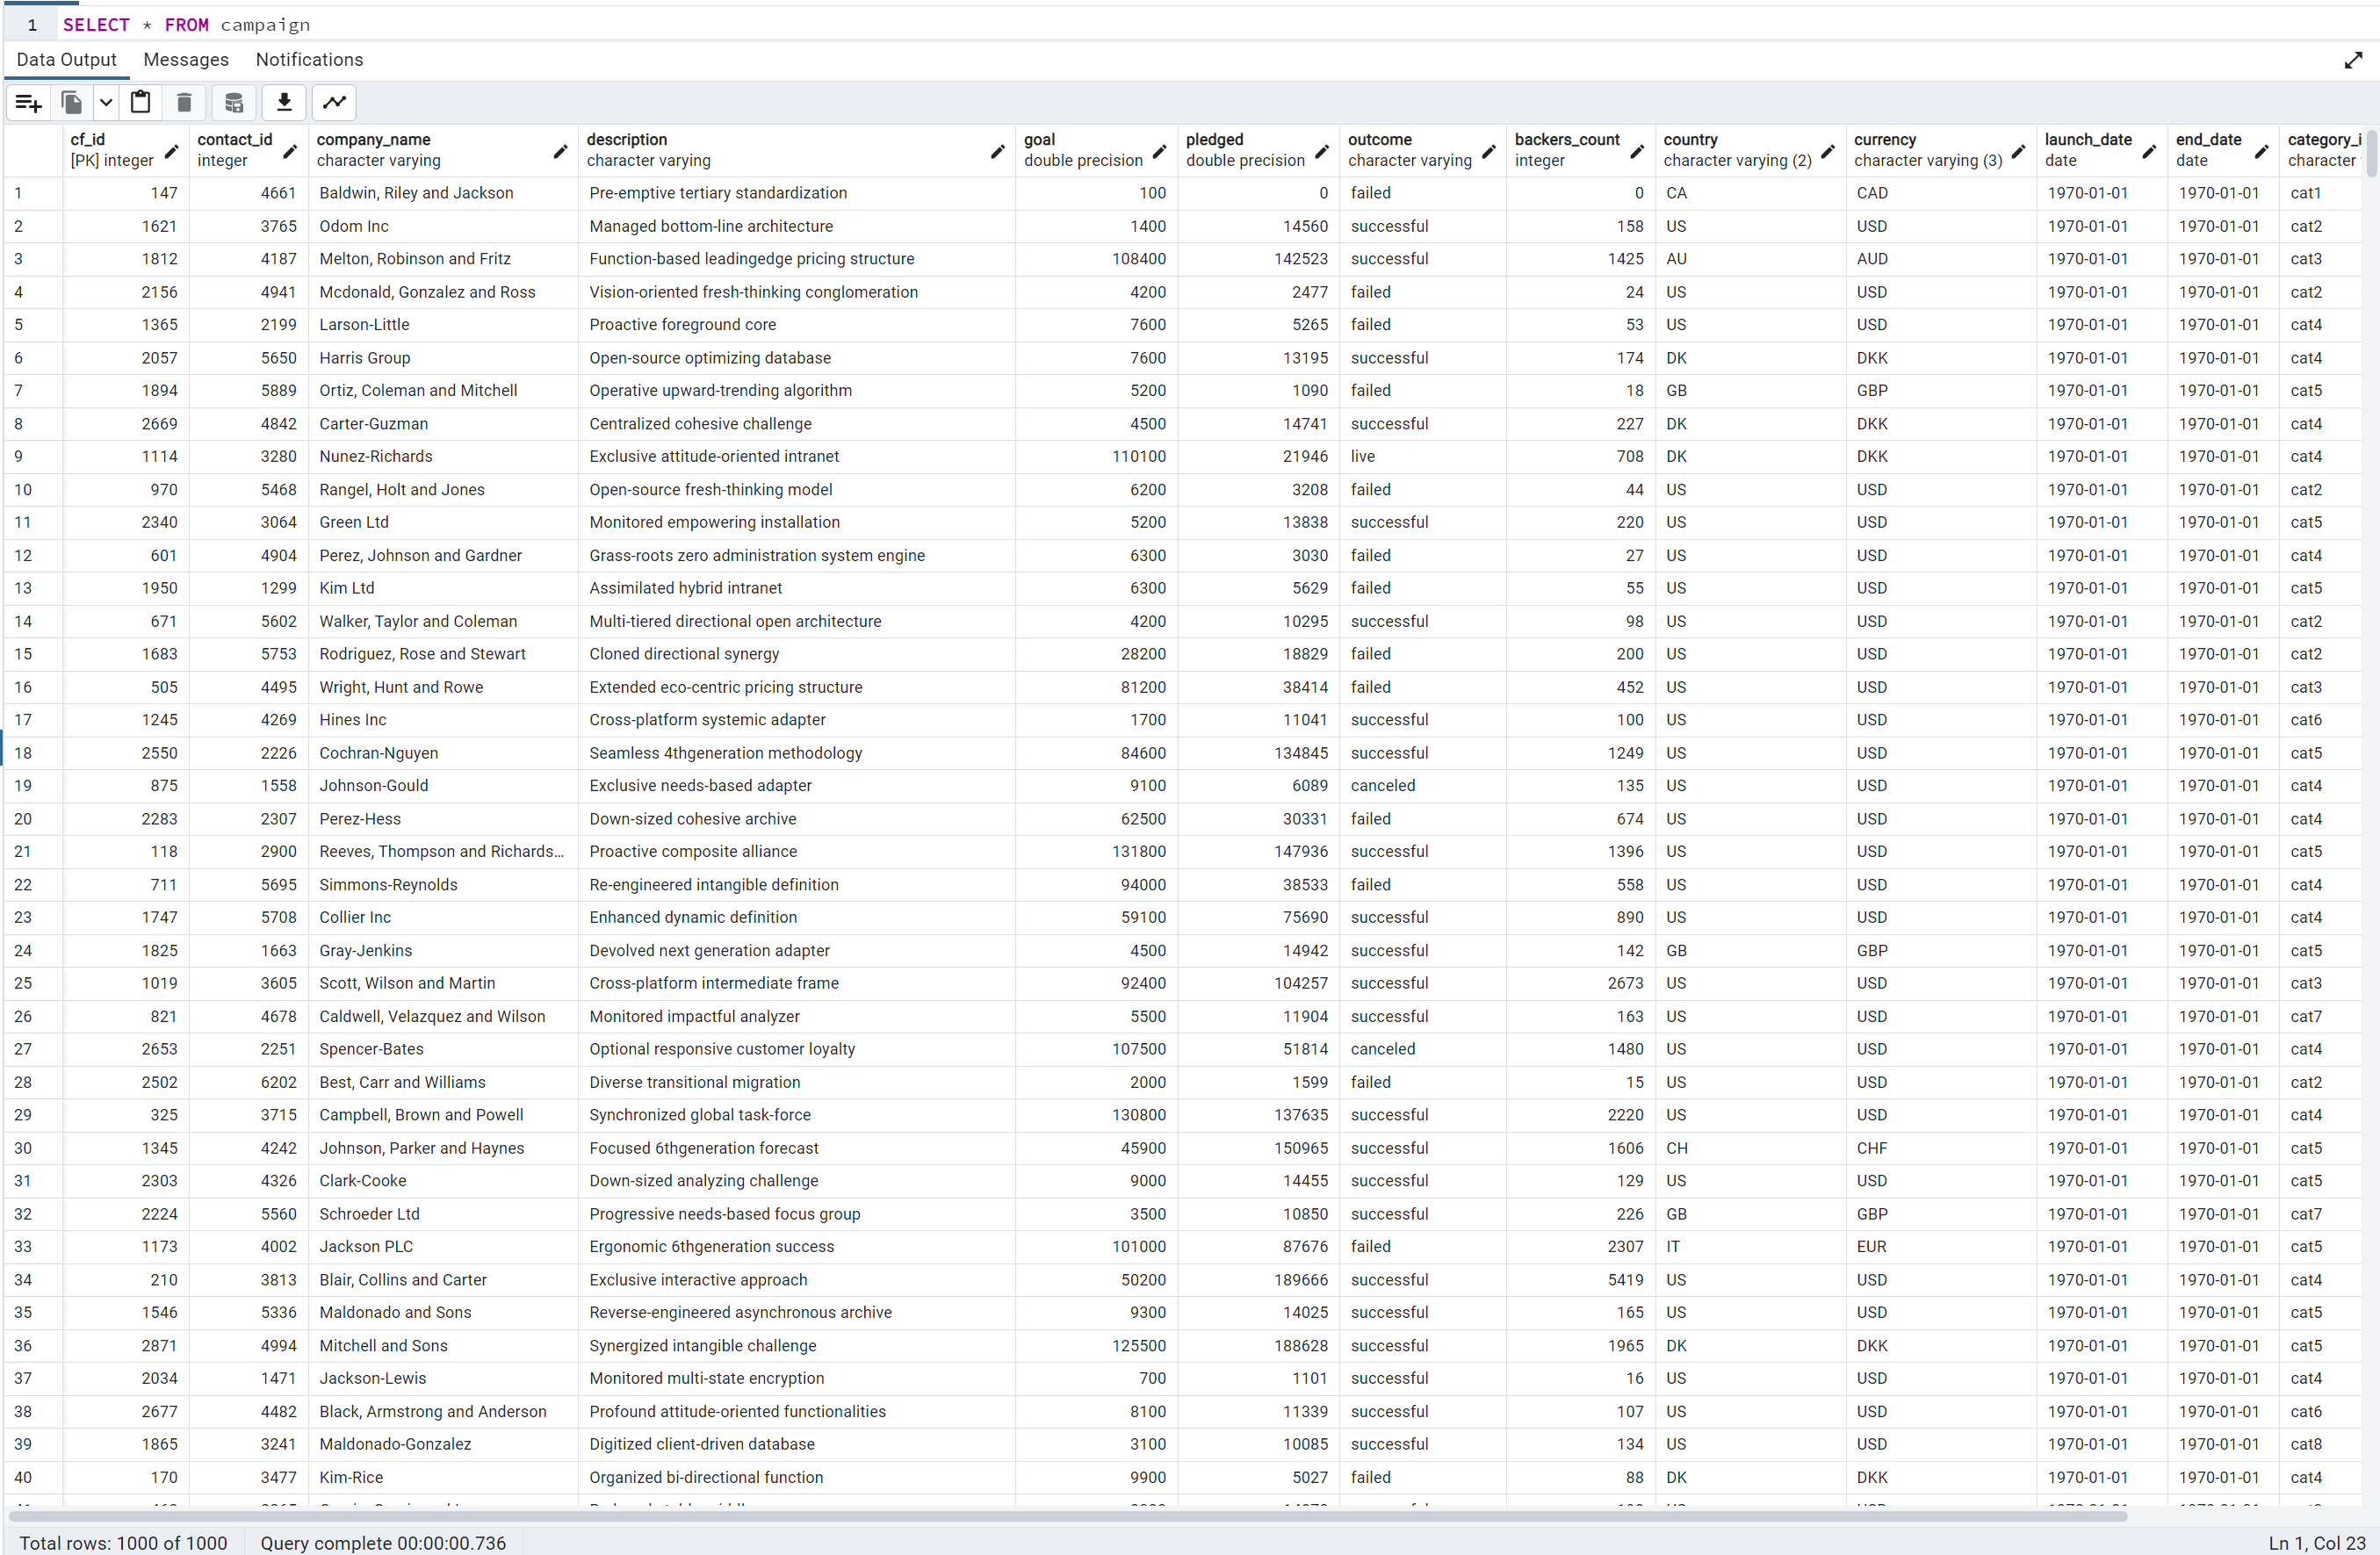 1 SELECT * FROM campaign
Data Output Messages Notifications
cf_id contact_id company_name description goal pledged outcome backers_count country currency launch_date end_date category_i
[PK] integer integer character varying character varying double precision double precision character varying integer character varying (2) character varying (3) date date character
1 147 4661 Baldwin, Riley and Jackson Pre-emptive tertiary standardization 100 0 failed 0 CA CAD 1970-01-01 1970-01-01 cat1
2 1621 3765 Odom Inc Managed bottom-line architecture 1400 14560 successful 158 US USD 1970-01-01 1970-01-01 cat2
3 1812 4187 Melton, Robinson and Fritz Function-based leadingedge pricing structure 108400 142523 successful 1425 AU AUD 1970-01-01 1970-01-01 cat3
4 2156 4941 Mcdonald, Gonzalez and Ross Vision-oriented fresh-thinking conglomeration 4200 2477 failed 24 US USD 1970-01-01 1970-01-01 cat2
5 1365 2199 Larson-Little Proactive foreground core 7600 5265 failed 53 US USD 1970-01-01 1970-01-01 cat4
6 2057 5650 Harris Group Open-source optimizing database 7600 13195 successful 174 DK DKK 1970-01-01 1970-01-01 cat4
7 1894 5889 Ortiz, Coleman and Mitchell Operative upward-trending algorithm 5200 1090 failed 18 GB GBP 1970-01-01 1970-01-01 cat5
8 2669 4842 Carter-Guzman Centralized cohesive challenge 4500 14741 successful 227 DK DKK 1970-01-01 1970-01-01 cat4
9 1114 3280 Nunez-Richards Exclusive attitude-oriented intranet 110100 21946 live 708 DK DKK 1970-01-01 1970-01-01 cat4
10 970 5468 Rangel, Holt and Jones Open-source fresh-thinking model 6200 3208 failed 44 US USD 1970-01-01 1970-01-01 cat2
11 2340 3064 Green Ltd Monitored empowering installation 5200 13838 successful 220 US USD 1970-01-01 1970-01-01 cat5
12 601 4904 Perez, Johnson and Gardner Grass-roots zero administration system engine 6300 3030 failed 27 US USD 1970-01-01 1970-01-01 cat4
13 1950 1299 Kim Ltd Assimilated hybrid intranet 6300 5629 failed 55 US USD 1970-01-01 1970-01-01 cat5
14 671 5602 Walker, Taylor and Coleman Multi-tiered directional open architecture 4200 10295 successful 98 US USD 1970-01-01 1970-01-01 cat2
15 1683 5753 Rodriguez, Rose and Stewart Cloned directional synergy 28200 18829 failed 200 US USD 1970-01-01 1970-01-01 cat2
16 505 4495 Wright, Hunt and Rowe Extended eco-centric pricing structure 81200 38414 failed 452 US USD 1970-01-01 1970-01-01 cat3
17 1245 4269 Hines Inc Cross-platform systemic adapter 1700 11041 successful 100 US USD 1970-01-01 1970-01-01 cat6
18 2550 2226 Cochran-Nguyen Seamless 4thgeneration methodology 84600 134845 successful 1249 US USD 1970-01-01 1970-01-01 cat5
19 875 1558 Johnson-Gould Exclusive needs-based adapter 9100 6089 canceled 135 US USD 1970-01-01 1970-01-01 cat4
20 2283 2307 Perez-Hess Down-sized cohesive archive 62500 30331 failed 674 US USD 1970-01-01 1970-01-01 cat4
21 118 2900 Reeves, Thompson and Richards... Proactive composite alliance 131800 147936 successful 1396 US USD 1970-01-01 1970-01-01 cat5
22 711 5695 Simmons-Reynolds Re-engineered intangible definition 94000 38533 failed 558 US USD 1970-01-01 1970-01-01 cat4
23 1747 5708 Collier Inc Enhanced dynamic definition 59100 75690 successful 890 US USD 1970-01-01 1970-01-01 cat4
24 1825 1663 Gray-Jenkins Devolved next generation adapter 4500 14942 successful 142 GB GBP 1970-01-01 1970-01-01 cat5
25 1019 3605 Scott, Wilson and Martin Cross-platform intermediate frame 92400 104257 successful 2673 US USD 1970-01-01 1970-01-01 cat3
26 821 4678 Caldwell, Velazquez and Wilson Monitored impactful analyzer 5500 11904 successful 163 US USD 1970-01-01 1970-01-01 cat7
27 2653 2251 Spencer-Bates Optional responsive customer loyalty 107500 51814 canceled 1480 US USD 1970-01-01 1970-01-01 cat4
28 2502 6202 Best, Carr and Williams Diverse transitional migration 2000 1599 failed 15 US USD 1970-01-01 1970-01-01 cat2
29 325 3715 Campbell, Brown and Powell Synchronized global task-force 130800 137635 successful 2220 US USD 1970-01-01 1970-01-01 cat4
30 1345 4242 Johnson, Parker and Haynes Focused 6thgeneration forecast 45900 150965 successful 1606 CH CHF 1970-01-01 1970-01-01 cat5
31 2303 4326 Clark-Cooke Down-sized analyzing challenge 9000 14455 successful 129 US USD 1970-01-01 1970-01-01 cat5
32 2224 5560 Schroeder Ltd Progressive needs-based focus group 3500 10850 successful 226 GB GBP 1970-01-01 1970-01-01 cat7
33 1173 4002 Jackson PLC Ergonomic 6thgeneration success 101000 87676 failed 2307 IT EUR 1970-01-01 1970-01-01 cat5
34 210 3813 Blair, Collins and Carter Exclusive interactive approach 50200 189666 successful 5419 US USD 1970-01-01 1970-01-01 cat4
35 1546 5336 Maldonado and Sons Reverse-engineered asynchronous archive 9300 14025 successful 165 US USD 1970-01-01 1970-01-01 cat5
36 2871 4994 Mitchell and Sons Synergized intangible challenge 125500 188628 successful 1965 DK DKK 1970-01-01 1970-01-01 cat5
37 2034 1471 Jackson-Lewis Monitored multi-state encryption 700 1101 successful 16 US USD 1970-01-01 1970-01-01 cat4
38 2677 4482 Black, Armstrong and Anderson Profound attitude-oriented functionalities 8100 11339 successful 107 US USD 1970-01-01 1970-01-01 cat6
39 1865 3241 Maldonado-Gonzalez Digitized client-driven database 3100 10085 successful 134 US USD 1970-01-01 1970-01-01 cat8
40 170 3477 Kim-Rice Organized bi-directional function 9900 5027 failed 88 DK DKK 1970-01-01 1970-01-01 cat4
Total rows: 1000 of 1000 Query complete 00:00:00.736 Ln 1, Col 23